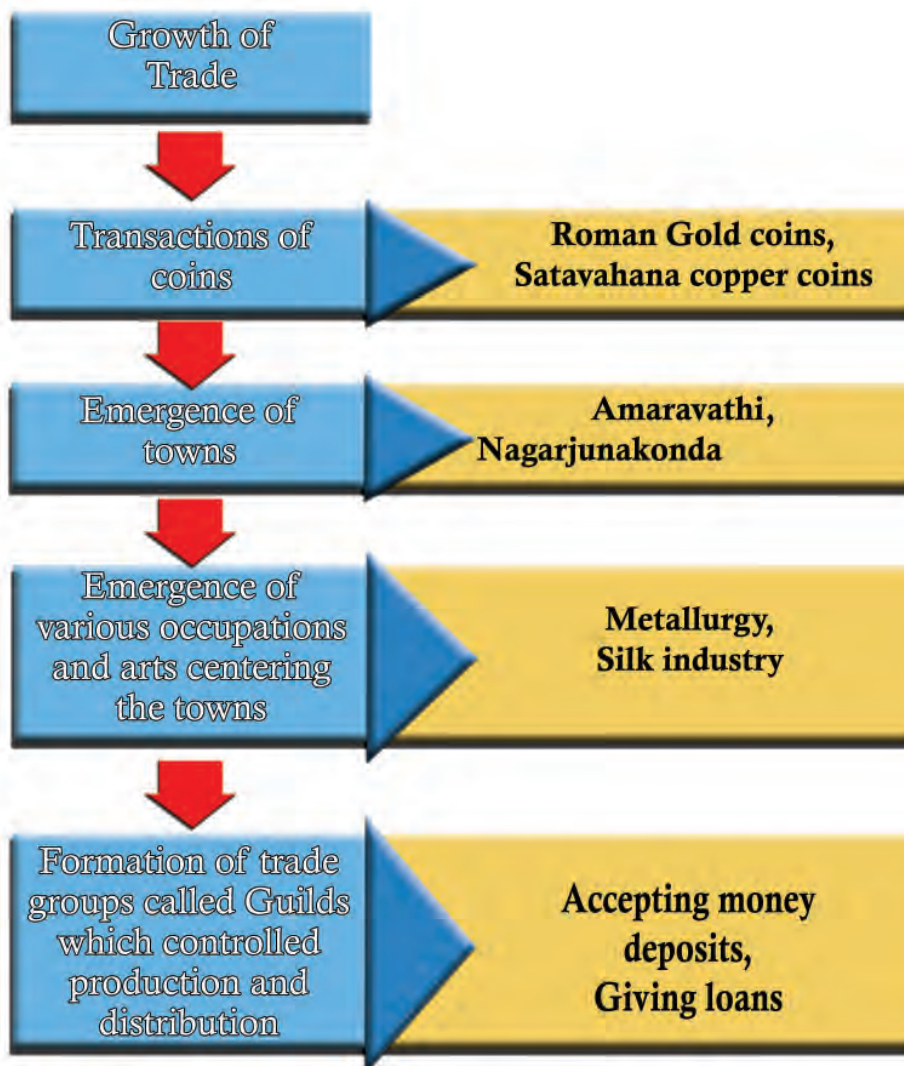 Growth of
Trade
Transactions of
coins
Roman Gold coins,
Satavahana copper coins
Emergence of
towns
Amaravathi,
Nagarjunakonda
Emergence of
various occupations
and arts centering
the towns
Metallurgy,
Silk industry
Formation of trade
groups called Guilds
which controlled
production and
distribution
Accepting money
deposits,
Giving loans